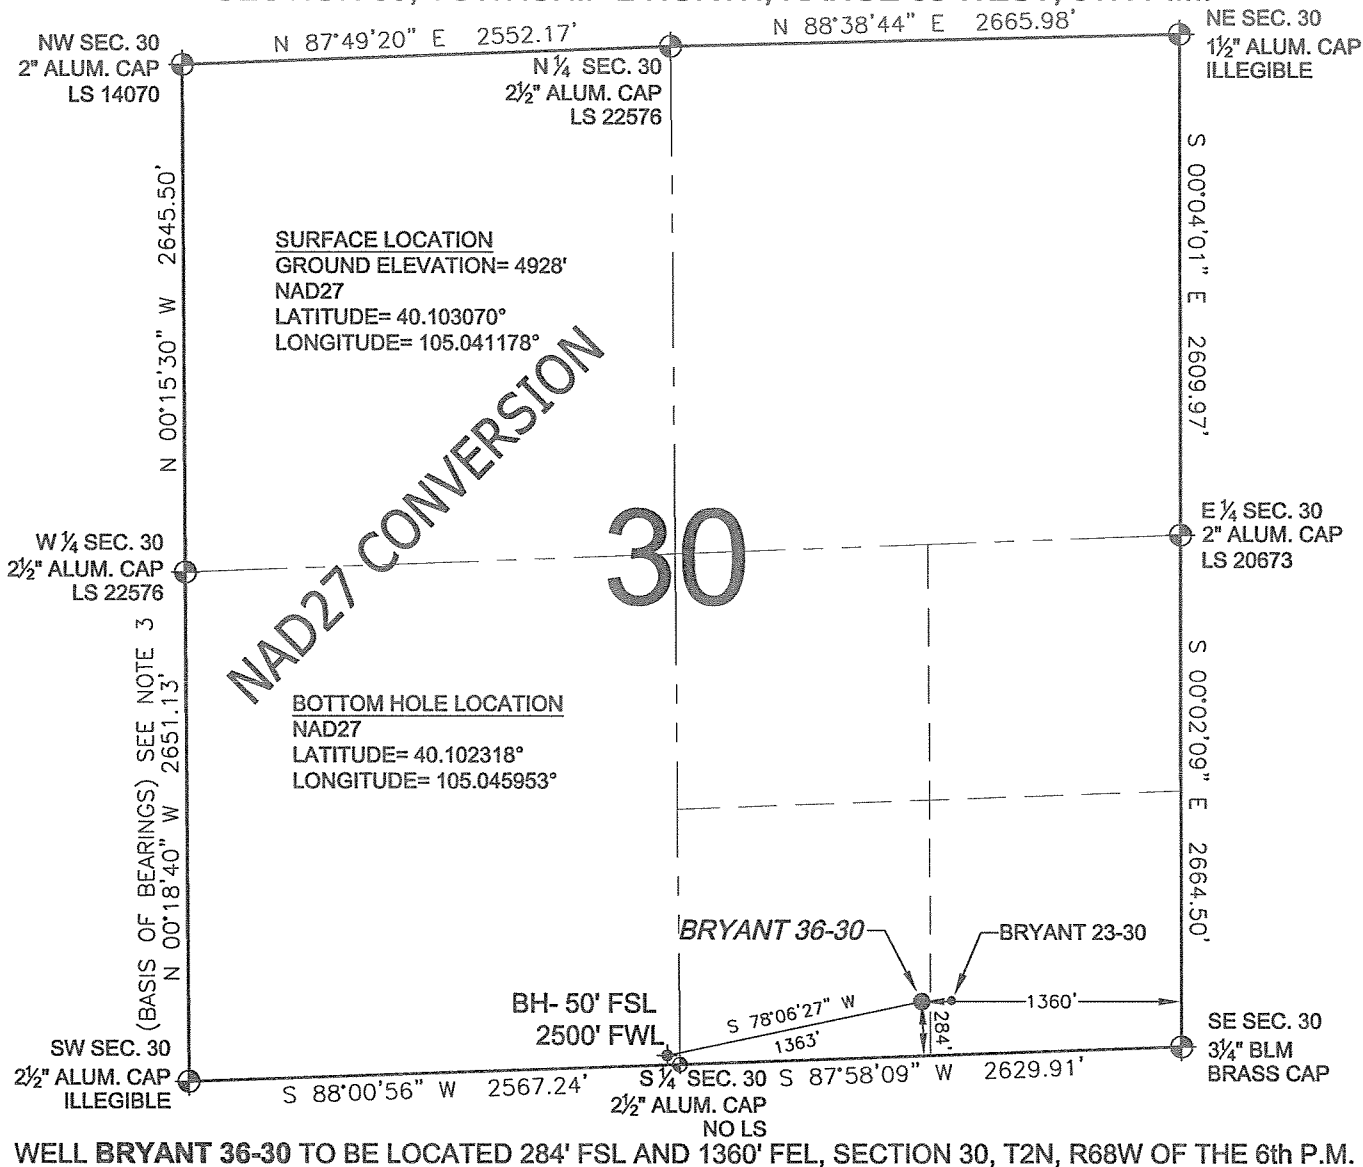 N 87°49'20" E 2552.17'
N 88°38'44" E 2665.98'
NW SEC. 30
2" ALUM. CAP
LS 14070
N ¼ SEC. 30
2½" ALUM. CAP
LS 22576
NE SEC. 30
1½" ALUM. CAP
ILLEGIBLE
N 00°15'30" W 2645.50'
S 00°04'01" E 2609.97'
SURFACE LOCATION
GROUND ELEVATION= 4928'
NAD27
LATITUDE= 40.103070°
LONGITUDE= 105.041178°
NAD27 CONVERSION
30
W ¼ SEC. 30
2½" ALUM. CAP
LS 22576
E ¼ SEC. 30
2" ALUM. CAP
LS 20673
(BASIS OF BEARINGS) SEE NOTE 3
N 00°18'40" W 2651.13'
S 00°02'09" E 2664.50'
BOTTOM HOLE LOCATION
NAD27
LATITUDE= 40.102318°
LONGITUDE= 105.045953°
BRYANT 36-30
BRYANT 23-30
BH- 50' FSL
2500' FWL
S 78°06'27" W
1363'
284'
1360'
SW SEC. 30
2½" ALUM. CAP
ILLEGIBLE
S 88°00'56" W 2567.24'
S ¼ SEC. 30
2½" ALUM. CAP
NO LS
S 87°58'09" W 2629.91'
SE SEC. 30
3¼" BLM
BRASS CAP
WELL BRYANT 36-30 TO BE LOCATED 284' FSL AND 1360' FEL, SECTION 30, T2N, R68W OF THE 6th P.M.